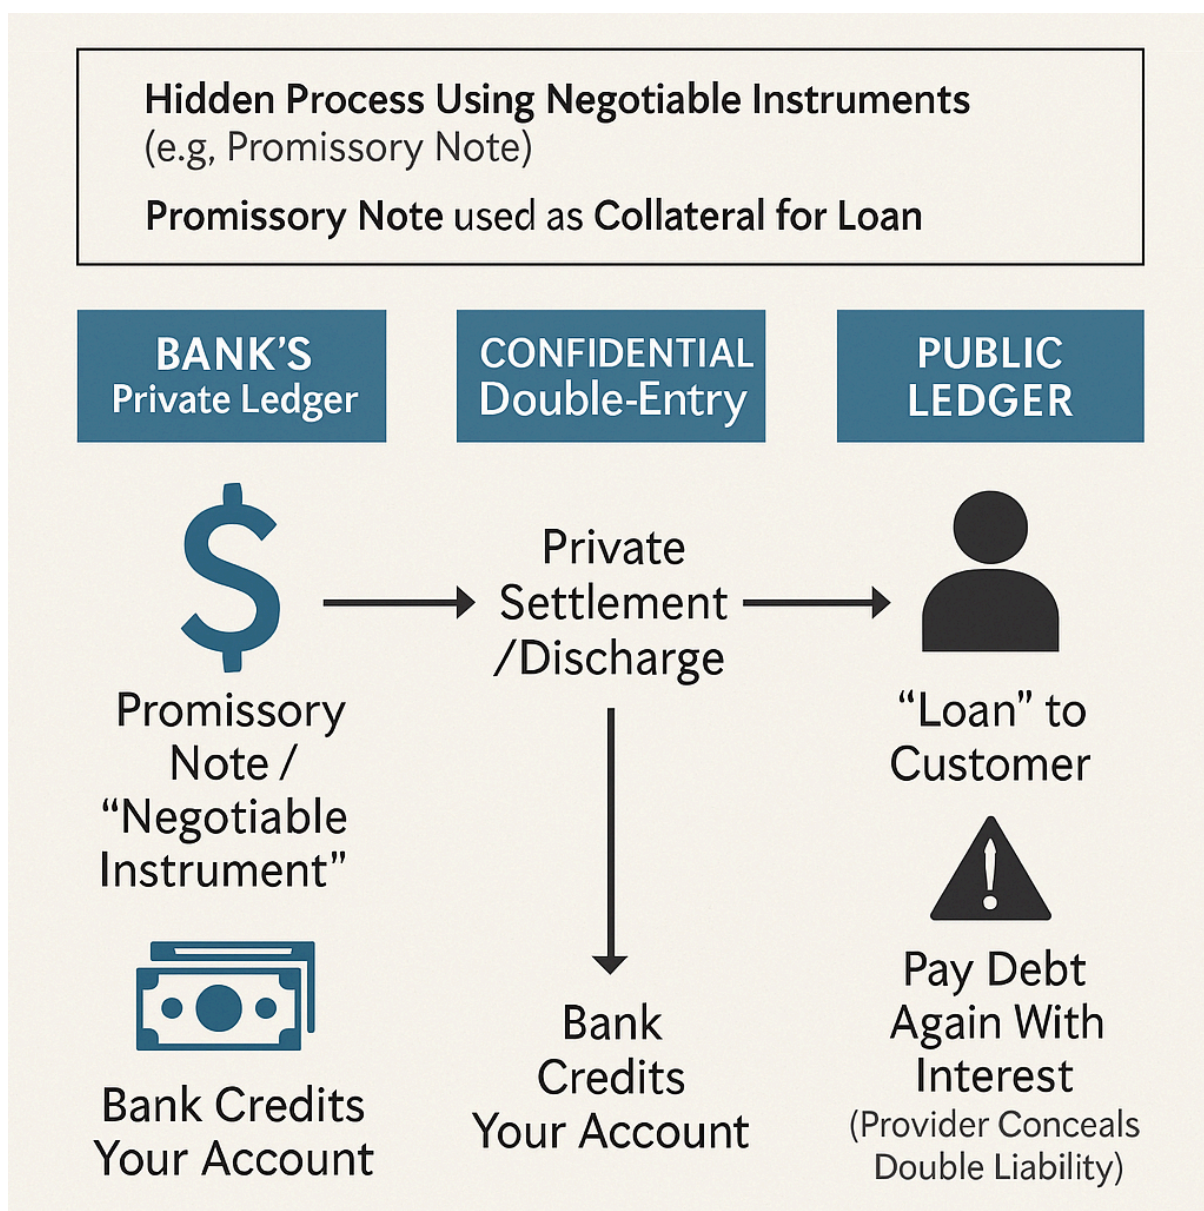 Hidden Process Using Negotiable Instruments
(e.g, Promissory Note)
Promissory Note used as Collateral for Loan
BANK’S
Private Ledger
CONFIDENTIAL
Double-Entry
PUBLIC
LEDGER
Promissory
Note /
“Negotiable
Instrument”
Bank Credits
Your Account
Private
Settlement
/Discharge
Bank
Credits
Your Account
“Loan” to
Customer
Pay Debt
Again With
Interest
(Provider Conceals
Double Liability)